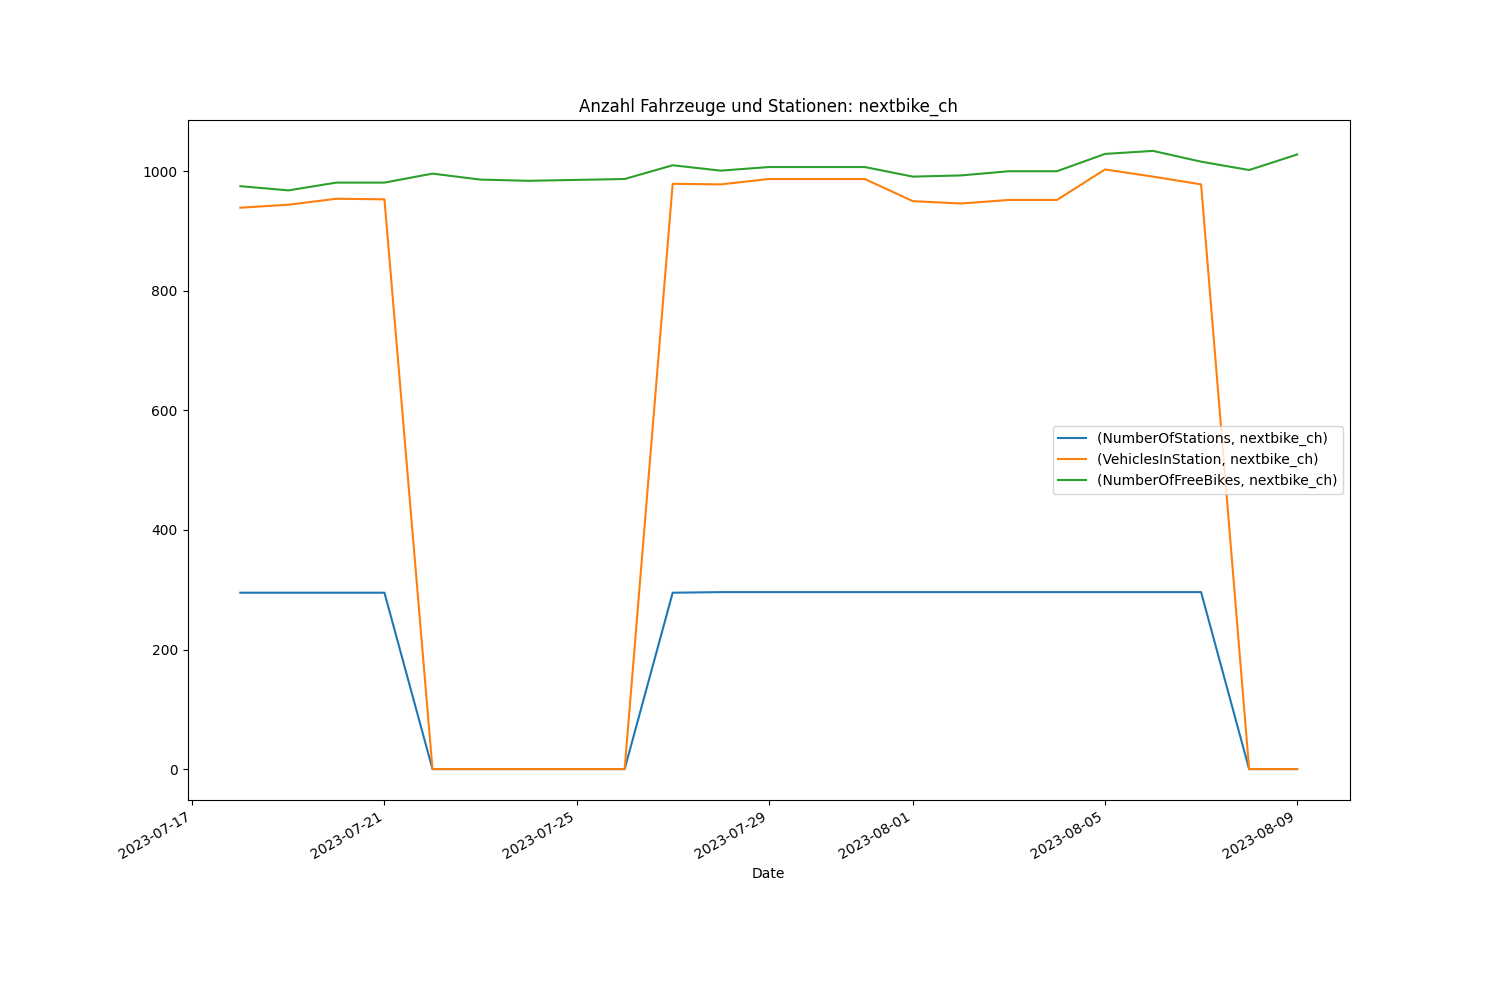 Anzahl Fahrzeuge und Stationen: nextbike_ch
1000
800
600
400
200
0
(NumberOfStations, nextbike_ch)
(VehiclesInStation, nextbike_ch)
(NumberOfFreeBikes, nextbike_ch)
2023-07-17
2023-07-21
2023-07-25
2023-07-29
2023-08-01
2023-08-05
2023-08-09
Date